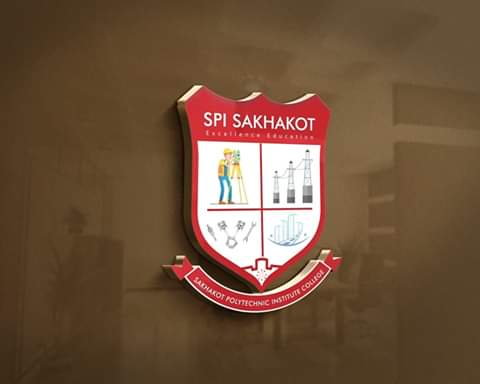 SPI SAKHAKOT
Excellence Education
SAKHAKOT POLYTECHNIC INSTITUTE COLLEGE